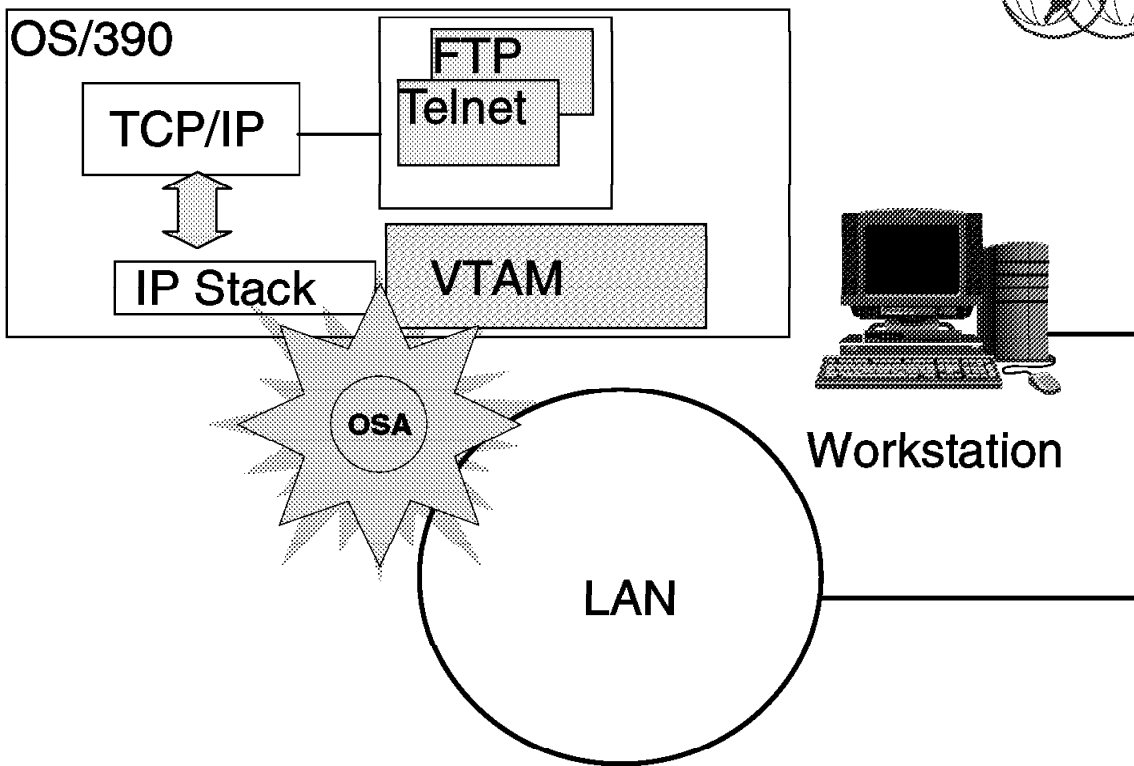 OS/390
FTP
Telnet
TCP/IP
IP Stack
VTAM
OSA
Workstation
LAN